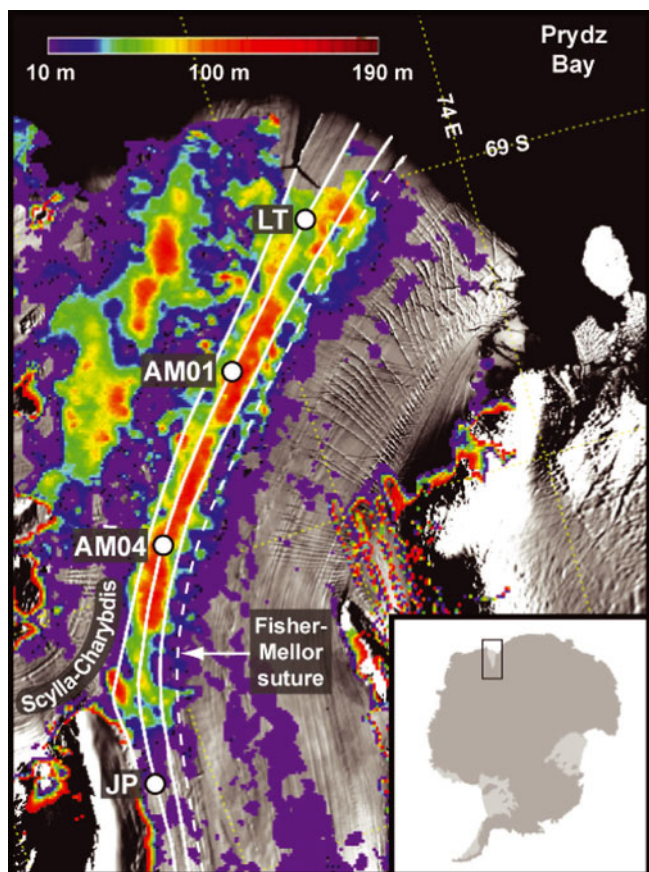 Prydz
Bay
10 m
100 m
190 m
74 E
69 S
LT
AM01
AM04
Scylla-Charybdis
Fisher-
Mellor
suture
JP